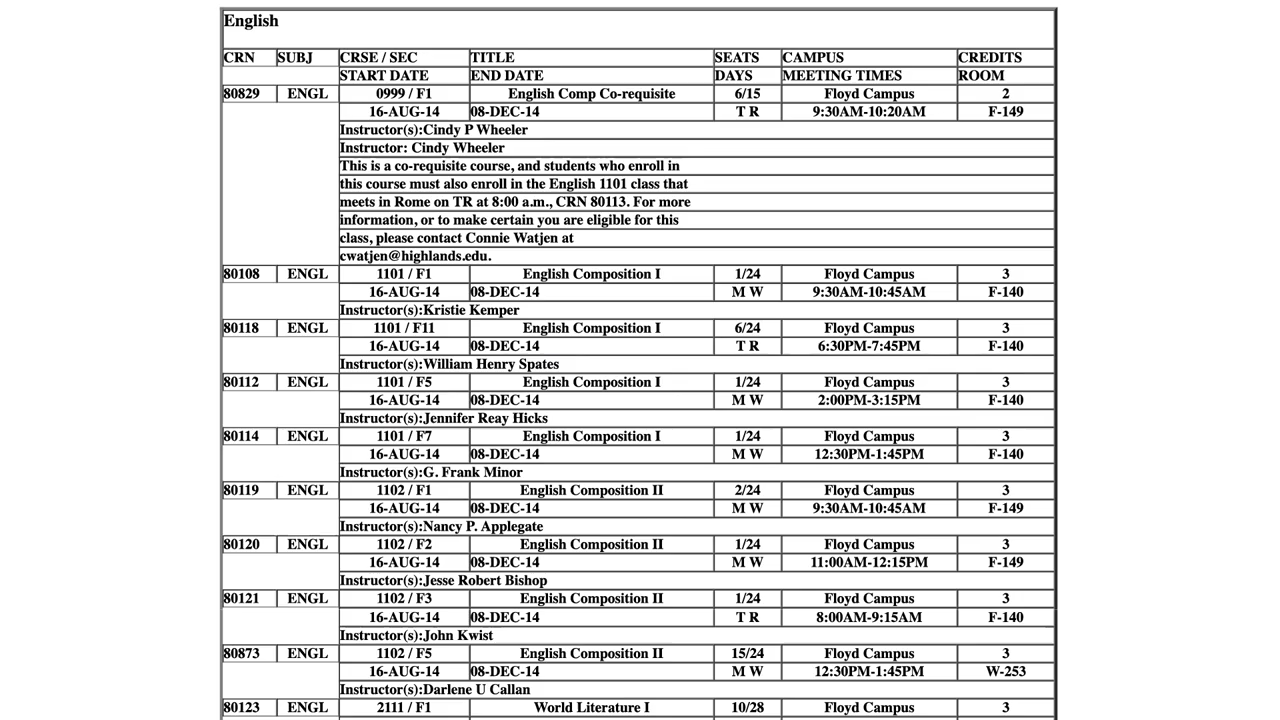 English
CRN SUBJ CRSE / SEC TITLE SEATS CAMPUS CREDITS
START DATE END DATE DAYS MEETING TIMES ROOM
80829 ENGL 0999 / F1 English Comp Co-requisite 6/15 Floyd Campus 2
16-AUG-14 08-DEC-14 T R 9:30AM-10:20AM F-149
Instructor(s):Cindy P Wheeler
Instructor: Cindy Wheeler
This is a co-requisite course, and students who enroll in
this course must also enroll in the English 1101 class that
meets in Rome on TR at 8:00 a.m., CRN 80113. For more
information, or to make certain you are eligible for this
class, please contact Connie Watjen at
cwatjen@highlands.edu.
80108 ENGL 1101 / F1 English Composition I 1/24 Floyd Campus 3
16-AUG-14 08-DEC-14 M W 9:30AM-10:45AM F-140
Instructor(s):Kristie Kemper
80118 ENGL 1101 / F11 English Composition I 6/24 Floyd Campus 3
16-AUG-14 08-DEC-14 T R 6:30PM-7:45PM F-140
Instructor(s):William Henry Spates
80112 ENGL 1101 / F5 English Composition I 1/24 Floyd Campus 3
16-AUG-14 08-DEC-14 M W 2:00PM-3:15PM F-140
Instructor(s):Jennifer Reay Hicks
80114 ENGL 1101 / F7 English Composition I 1/24 Floyd Campus 3
16-AUG-14 08-DEC-14 M W 12:30PM-1:45PM F-140
Instructor(s):G. Frank Minor
80119 ENGL 1102 / F1 English Composition II 2/24 Floyd Campus 3
16-AUG-14 08-DEC-14 M W 9:30AM-10:45AM F-149
Instructor(s):Nancy P. Applegate
80120 ENGL 1102 / F2 English Composition II 1/24 Floyd Campus 3
16-AUG-14 08-DEC-14 M W 11:00AM-12:15PM F-149
Instructor(s):Jesse Robert Bishop
80121 ENGL 1102 / F3 English Composition II 1/24 Floyd Campus 3
16-AUG-14 08-DEC-14 T R 8:00AM-9:15AM F-140
Instructor(s):John Kwist
80873 ENGL 1102 / F5 English Composition II 15/24 Floyd Campus 3
16-AUG-14 08-DEC-14 M W 12:30PM-1:45PM W-253
Instructor(s):Darlene U Callan
80123 ENGL 2111 / F1 World Literature I 10/28 Floyd Campus 3